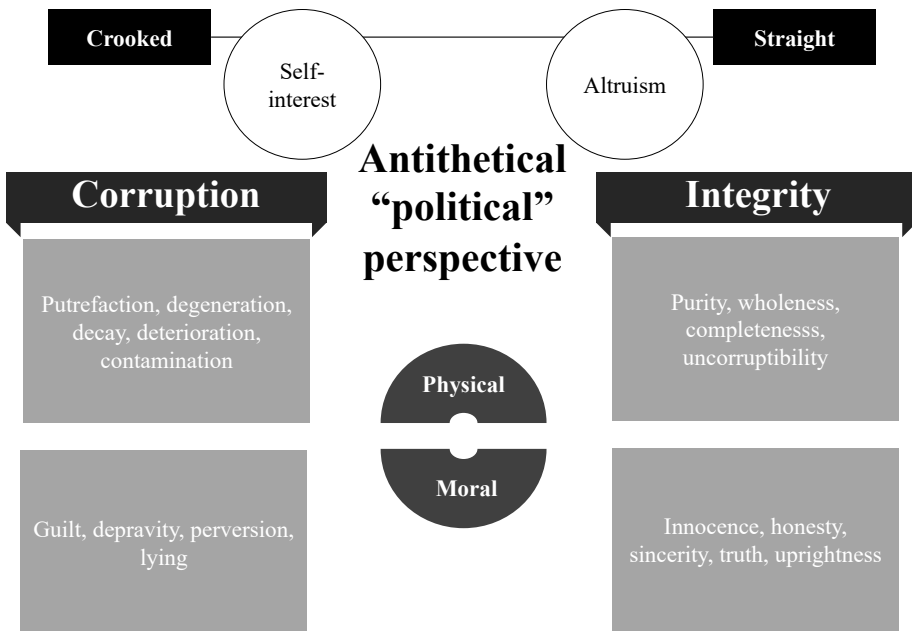 Crooked
Straight
Self-
interest
Altruism
Antithetical
“political”
perspective
Corruption
Integrity
Putrefaction, degeneration,
decay, deterioration,
contamination
Purity, wholeness,
completenesss,
uncorruptibility
Physical
Moral
Guilt, depravity, perversion,
lying
Innocence, honesty,
sincerity, truth, uprightness